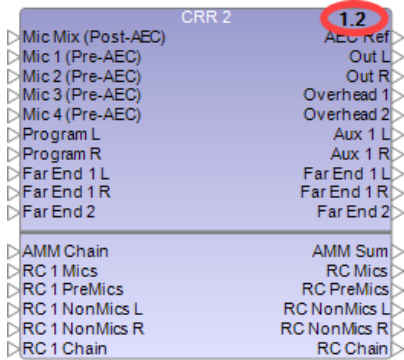 CRR 2 1.2
Mic Mix (Post-AEC) AEC Ref
Mic 1 (Pre-AEC) Out L
Mic 2 (Pre-AEC) Out R
Mic 3 (Pre-AEC) Overhead 1
Mic 4 (Pre-AEC) Overhead 2
Program L Aux 1 L
Program R Aux 1 R
Far End 1 L Far End 1 L
Far End 1 R Far End 1 R
Far End 2 Far End 2
AMM Chain AMM Sum
RC 1 Mics RC Mics
RC 1 PreMics RC PreMics
RC 1 NonMics L RC NonMics L
RC 1 NonMics R RC NonMics R
RC 1 Chain RC Chain